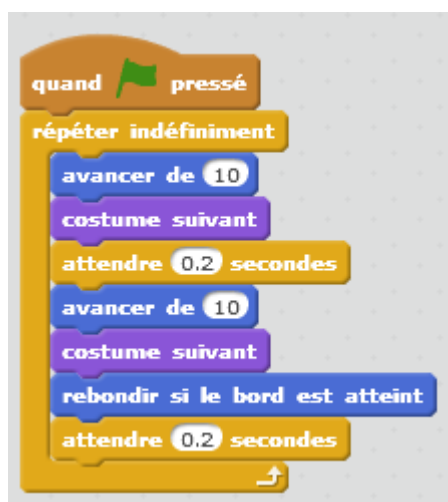 quand pressé
répéter indéfiniment
avancer de 10
costume suivant
attendre 0.2 secondes
avancer de 10
costume suivant
rebondir si le bord est atteint
attendre 0.2 secondes